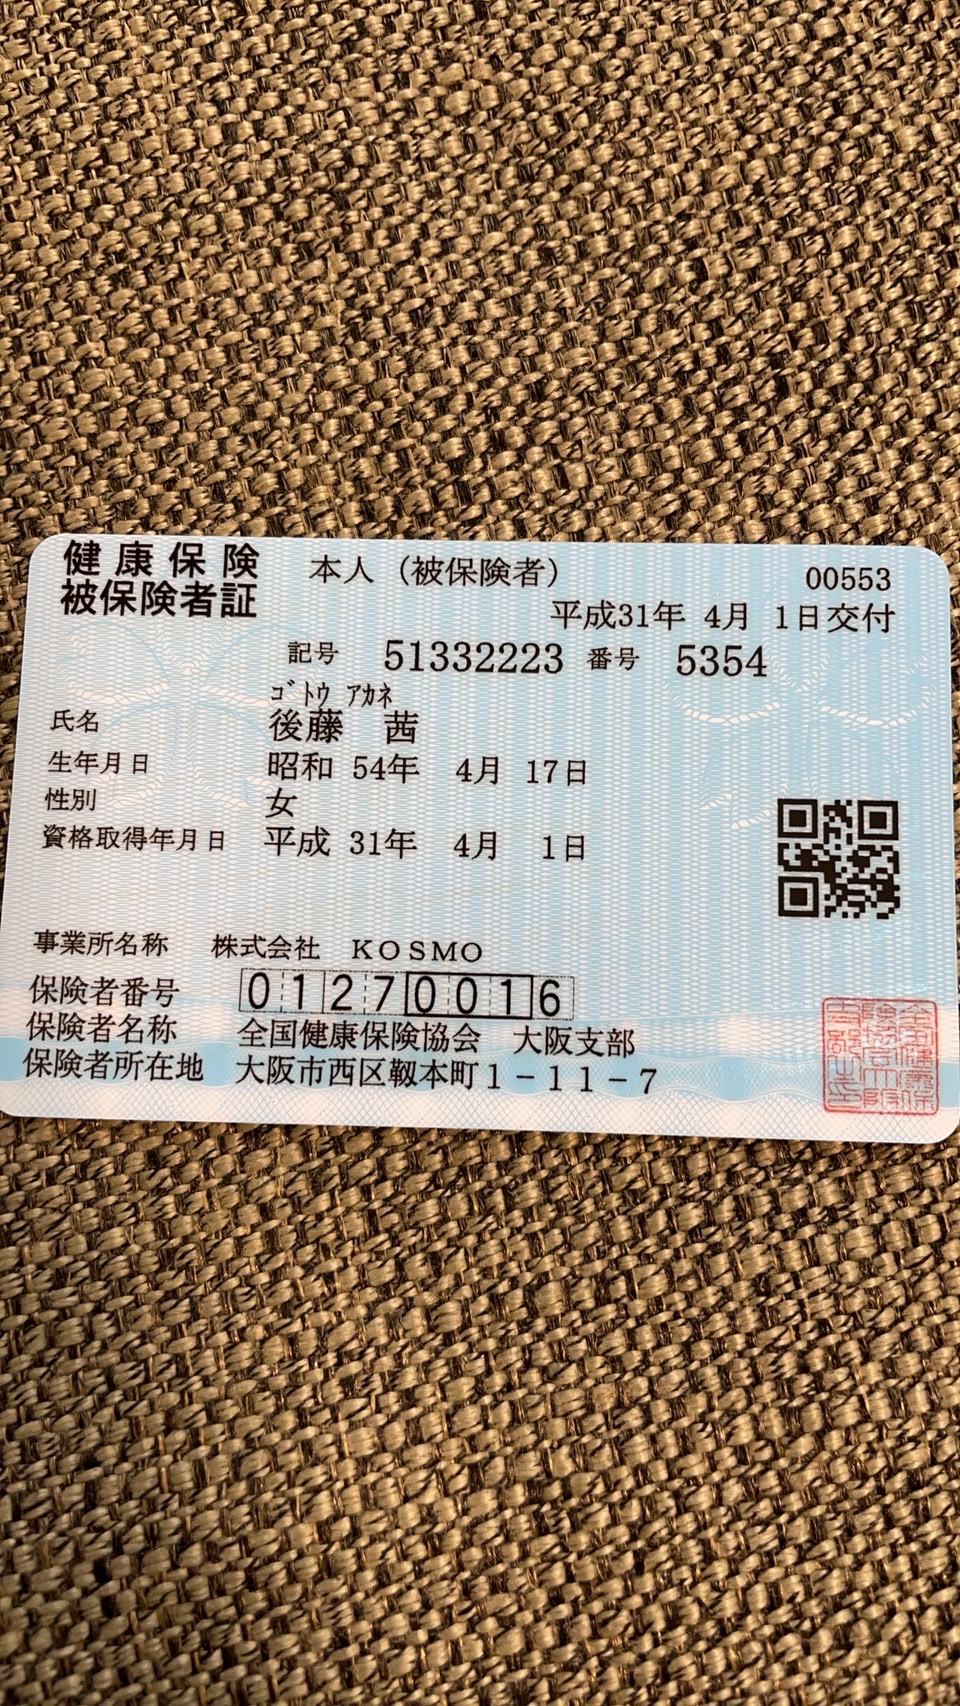 健康保険
被保険者証
本人（被保険者）
00553
平成31年 4月 1日交付
記号 51332223 番号 5354
ｺﾞﾄｳ ｱｶﾈ
氏名 後藤 茜
生年月日 昭和 54年 4月 17日
性別 女
資格取得年月日 平成 31年 4月 1日
事業所名称 株式会社 KOSMO
保険者番号 01270016
保険者名称 全国健康保険協会 大阪支部
保険者所在地 大阪市西区靱本町1－11－7